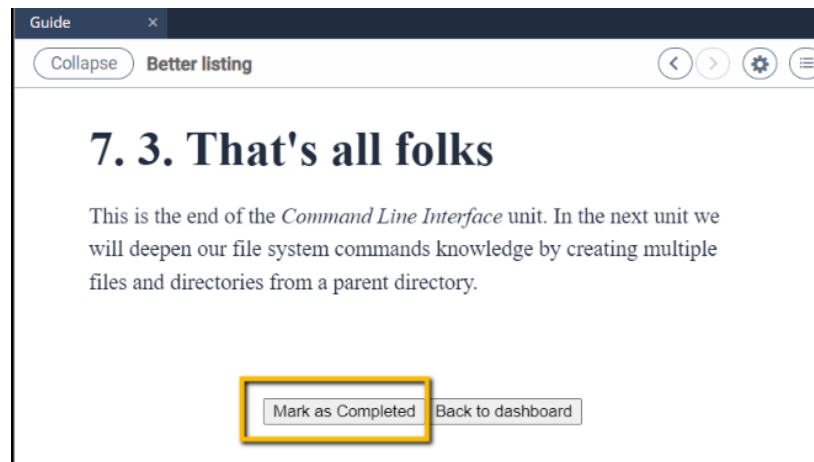 Guide ×
Collapse Better listing
7. 3. That's all folks
This is the end of the Command Line Interface unit. In the next unit we
will deepen our file system commands knowledge by creating multiple
files and directories from a parent directory.
Mark as Completed Back to dashboard